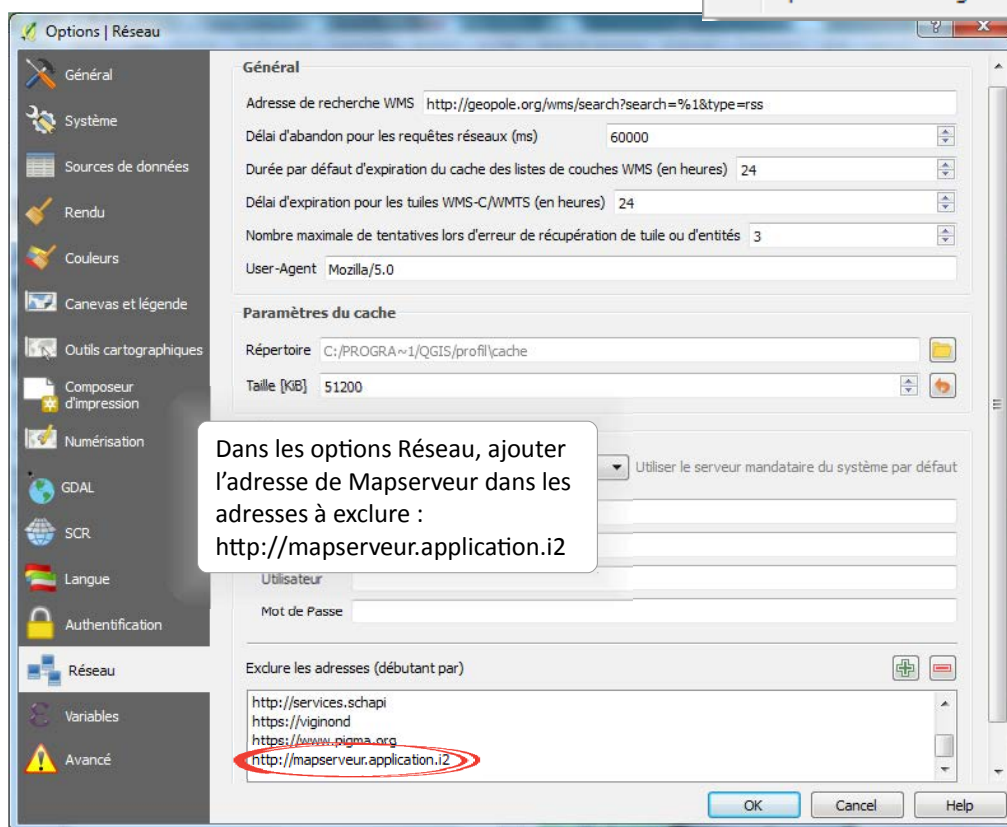 Options | Réseau
Général
Système
Sources de données
Rendu
Couleurs
Canevas et légende
Outils cartographiques
Composeur
d'impression
Numérisation
GDAL
SCR
Langue
Authentification
Réseau
Variables
Avancé
Général
Adresse de recherche WMS http://geopole.org/wms/search?search=%1&type=rss
Délai d'abandon pour les requêtes réseaux (ms) 60000
Durée par défaut d'expiration du cache des listes de couches WMS (en heures) 24
Délai d'expiration pour les tuiles WMS-C/WMTS (en heures) 24
Nombre maximale de tentatives lors d'erreur de récupération de tuile ou d'entités 3
User-Agent Mozilla/5.0
Paramètres du cache
Répertoire C:/PROGRA~1/QGIS/profil\cache
Taille [KiB] 51200
Dans les options Réseau, ajouter
l'adresse de Mapserveur dans les
adresses à exclure :
http://mapserveur.application.i2
Utiliser le serveur mandataire du système par défaut
Utilisateur
Mot de Passe
Exclure les adresses (débutant par)
http://services.schapi
https://viginond
https://www.pigma.org
http://mapserveur.application.i2
OK Cancel Help